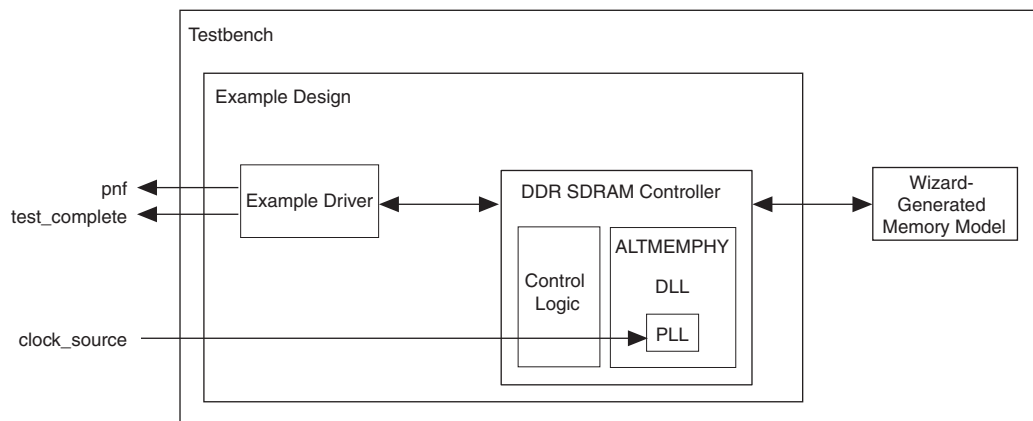 Testbench
Example Design
pnf
test_complete
Example Driver
DDR SDRAM Controller
Wizard-
Generated
Memory Model
ALTMEMPHY
Control
Logic
DLL
PLL
clock_source